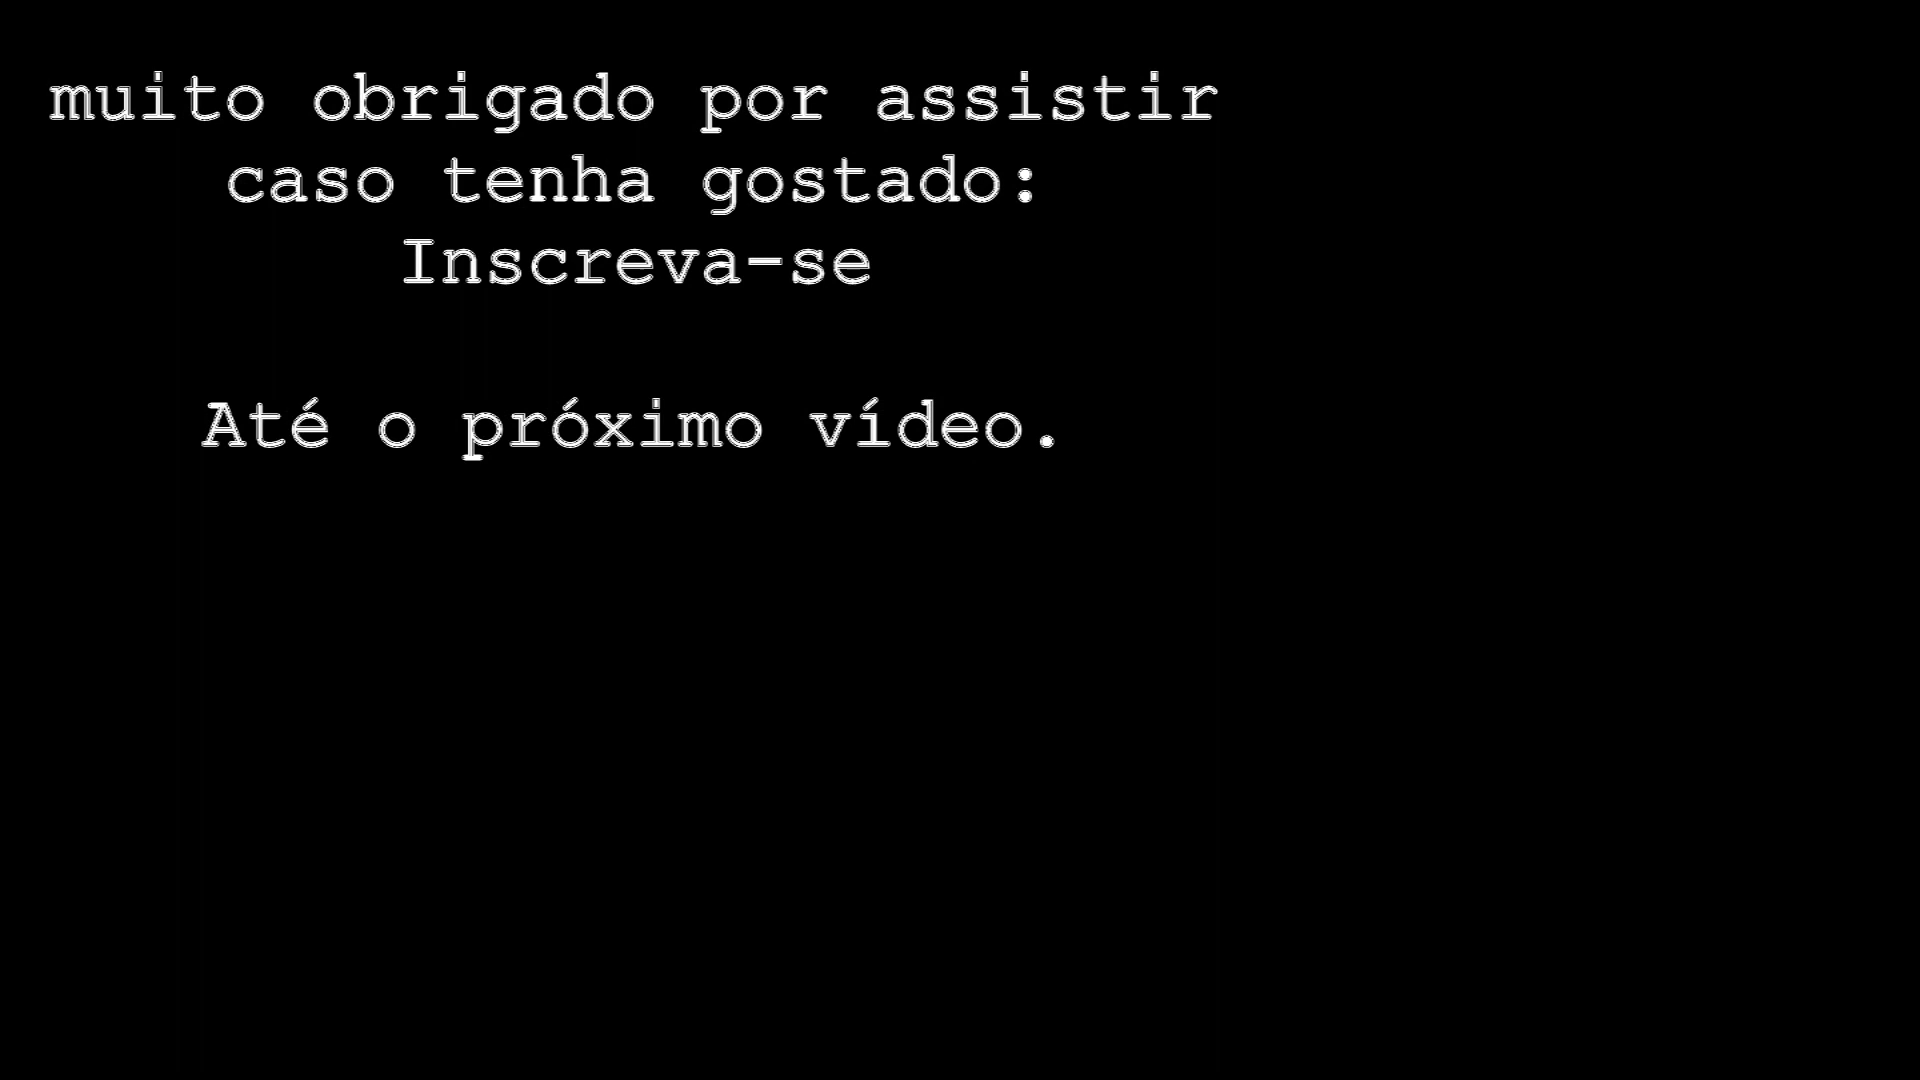 muito obrigado por assistir
caso tenha gostado:
Inscreva-se
Até o próximo vídeo.